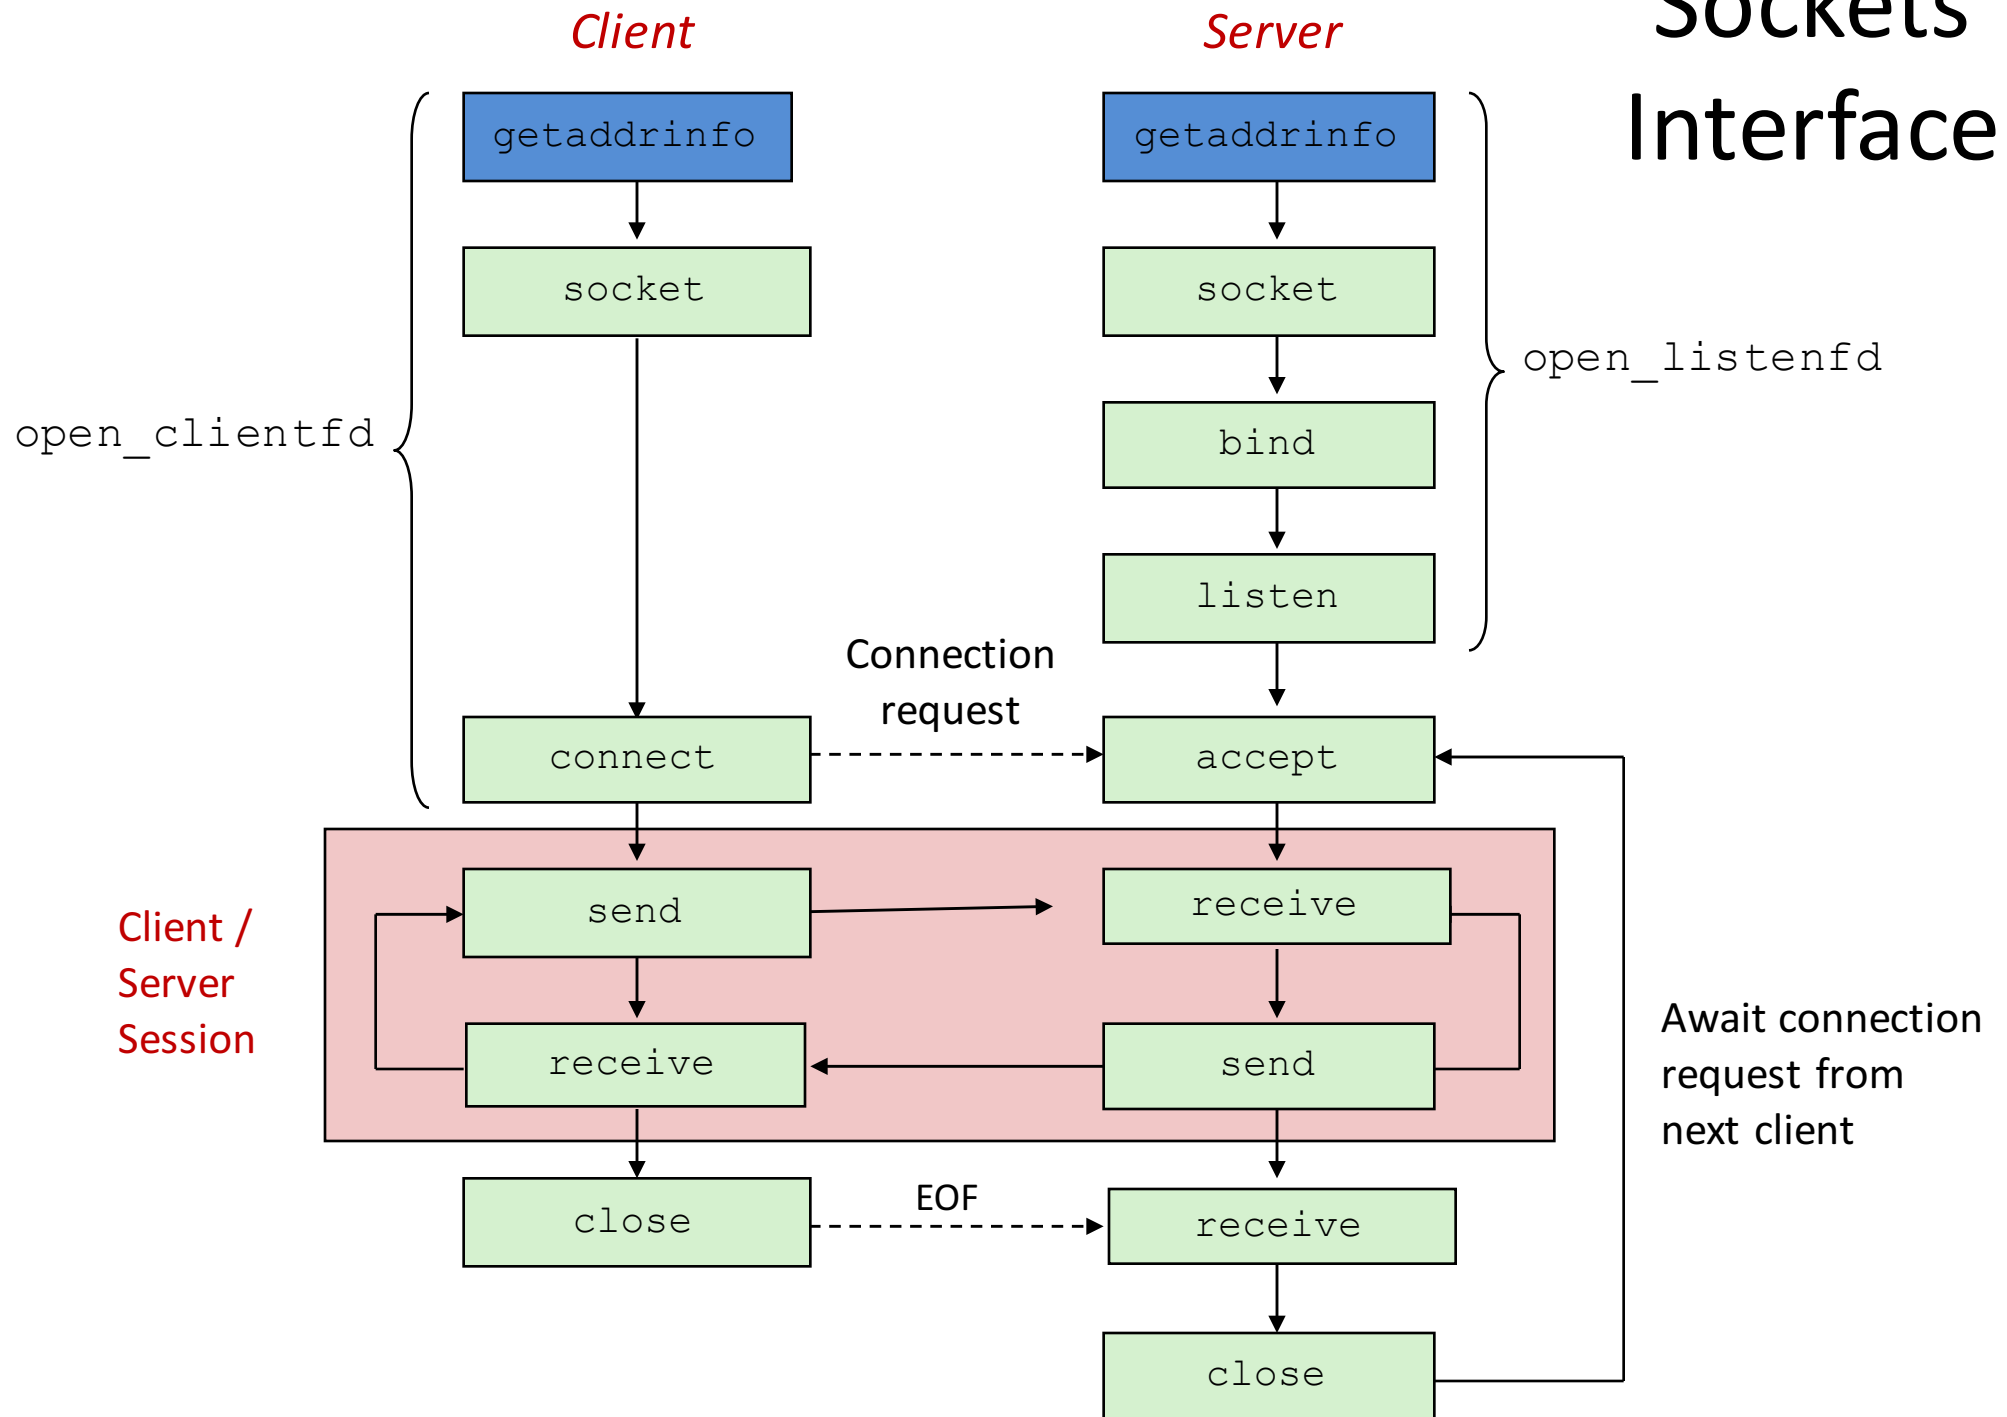 Client
Server
Sockets
Interface
getaddrinfo
getaddrinfo
socket
socket
open_clientfd
open_listenfd
bind
listen
Connection
request
connect
accept
Client /
Server
Session
send
receive
receive
send
Await connection
request from
next client
close
EOF
receive
close